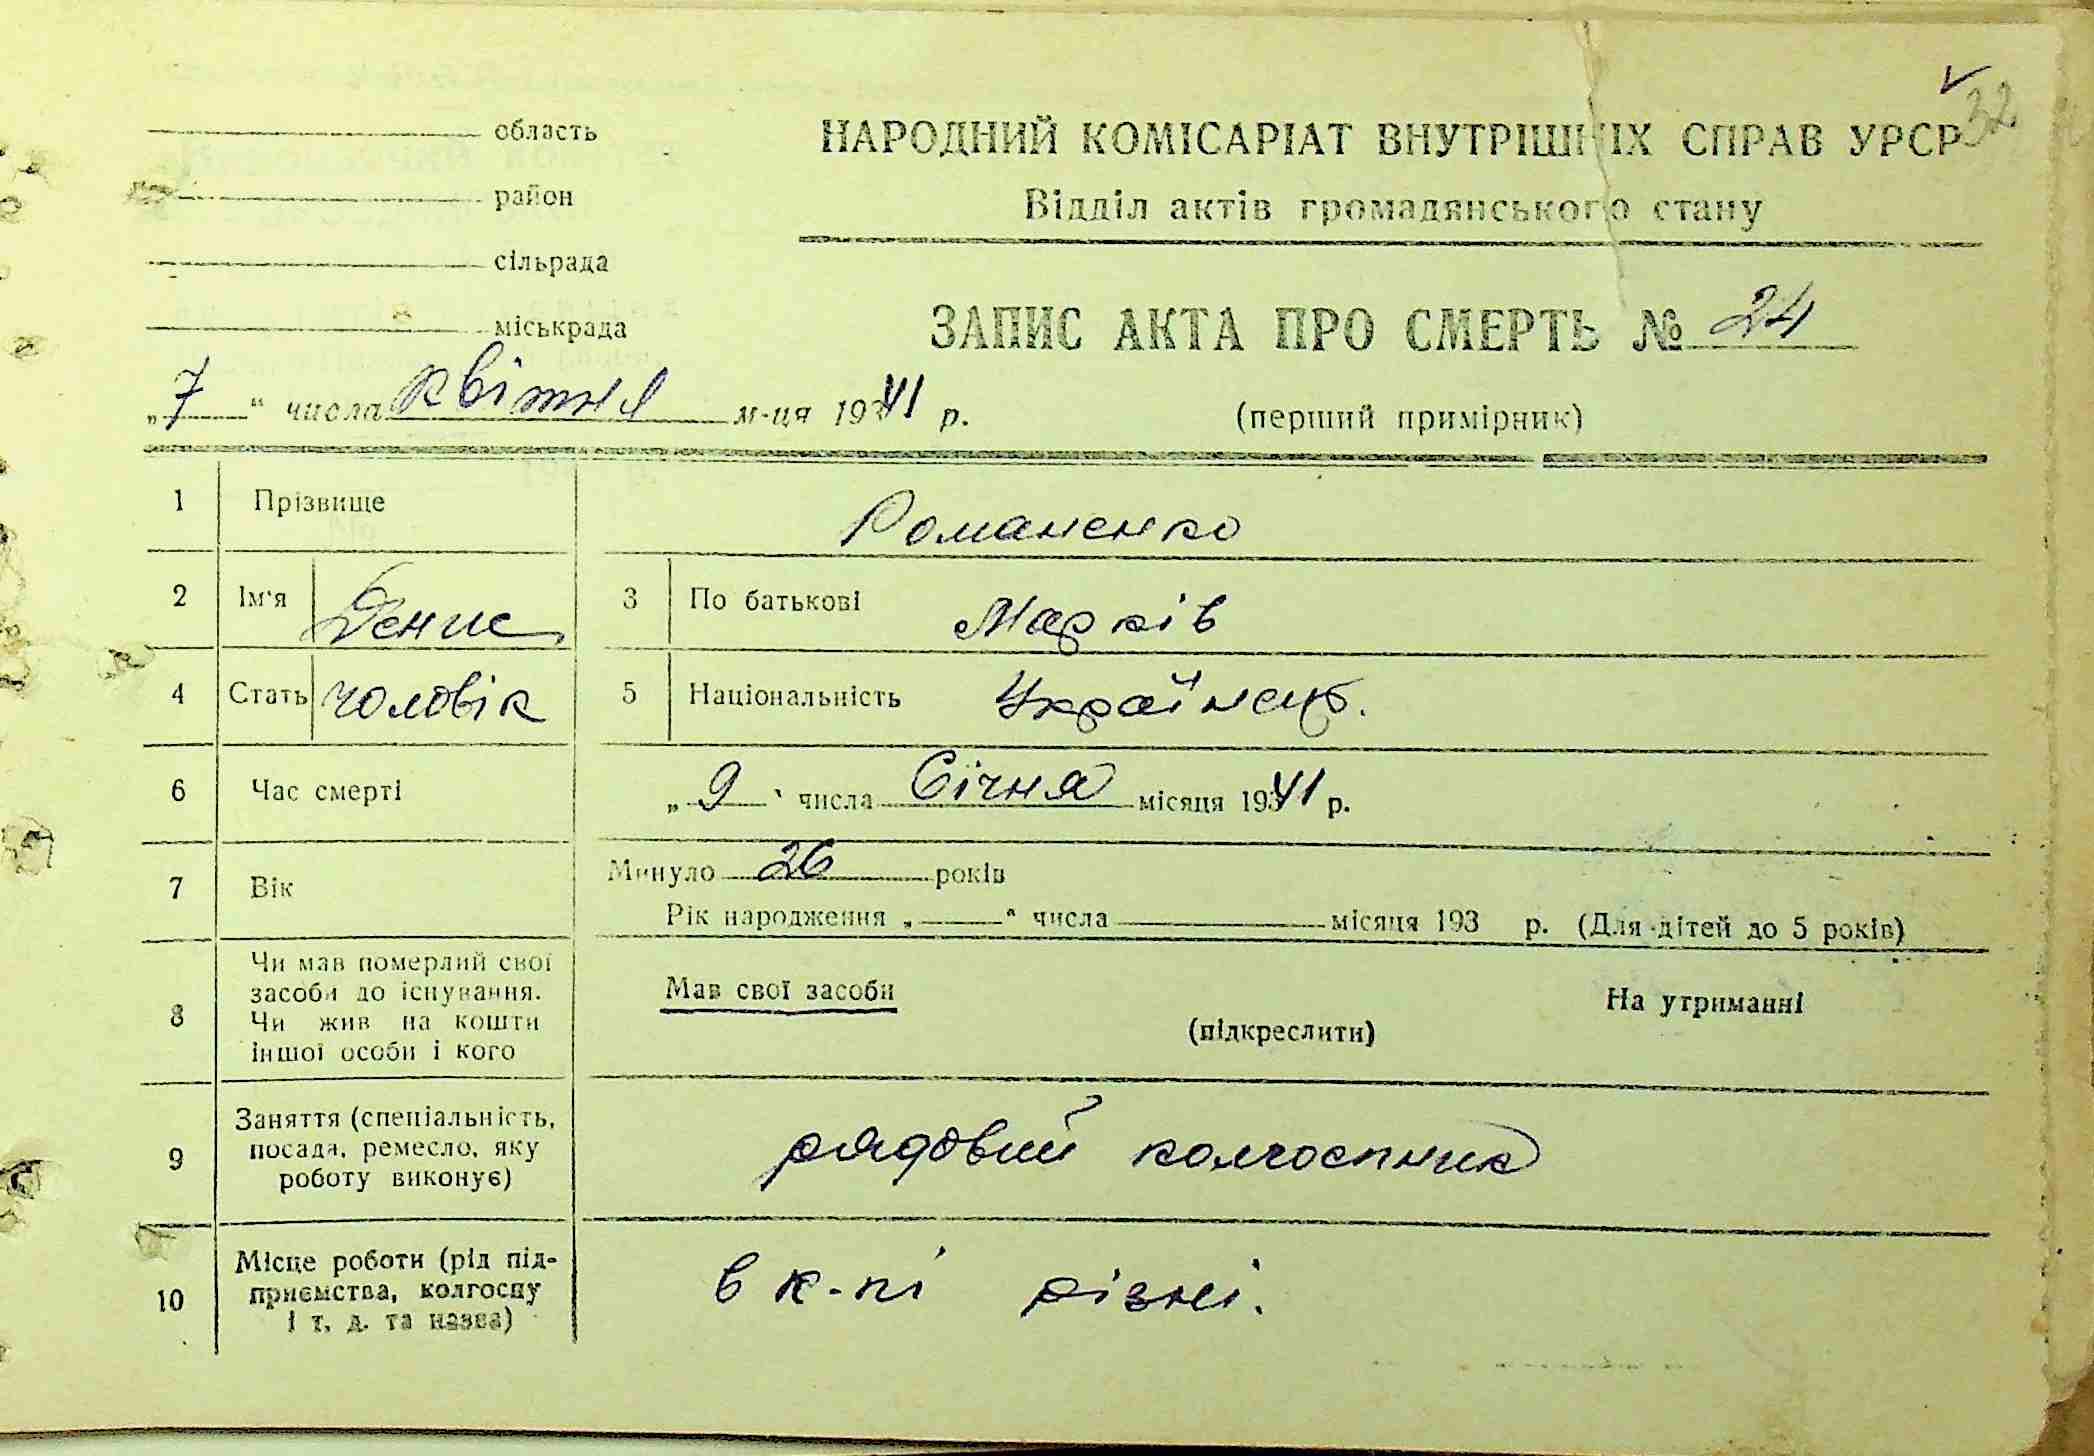 32
область
район
сільрада
міськрада
НАРОДНИЙ КОМІСАРІАТ ВНУТРІШНІХ СПРАВ УРСР
Відділ актів громадянського стану
ЗАПИС АКТА ПРО СМЕРТЬ № 24
(перший примірник)
„7“ числа квітня м-ця 1941 р.
1 Прізвище Романенко
2 Ім'я Денис 3 По батькові Марків
4 Стать чоловік 5 Національність Українець.
6 Час смерті „9“ числа Січня місяця 1941 р.
7 Вік Минуло 26 років
Рік народження „ “ числа місяця 193 р. (Для дітей до 5 років)
8 Чи мав померлий свої
засоби до існування.
Чи жив на кошти
іншої особи і кого
Мав свої засоби На утриманні
(підкреслити)
9 Заняття (спеціальність,
посада, ремесло, яку
роботу виконує)
рядовий колгоспник
10 Місце роботи (рід під-
приємства, колгоспу
і т. д. та назва)
в к-пі різні.